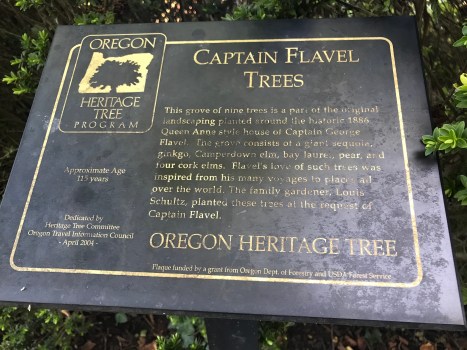 OREGON
HERITAGE
TREE
PROGRAM
Approximate Age
115 years
Dedicated by
Heritage Tree Committee
Oregon Travel Information Council
- April 2004 -
CAPTAIN FLAVEL
TREES
This grove of nine trees is a part of the original
landscaping planted around the historic 1886
Queen Anne style house of Captain George
Flavel. The grove consists of a giant sequoia,
ginkgo, Camperdown elm, bay laurel, pear, and
four cork elms. Flavel's love of such trees was
inspired from his many voyages to places all
over the world. The family gardener, Louis
Schultz, planted these trees at the request of
Captain Flavel.
OREGON HERITAGE TREE
Plaque funded by a grant from Oregon Dept. of Forestry and USDA Forest Service